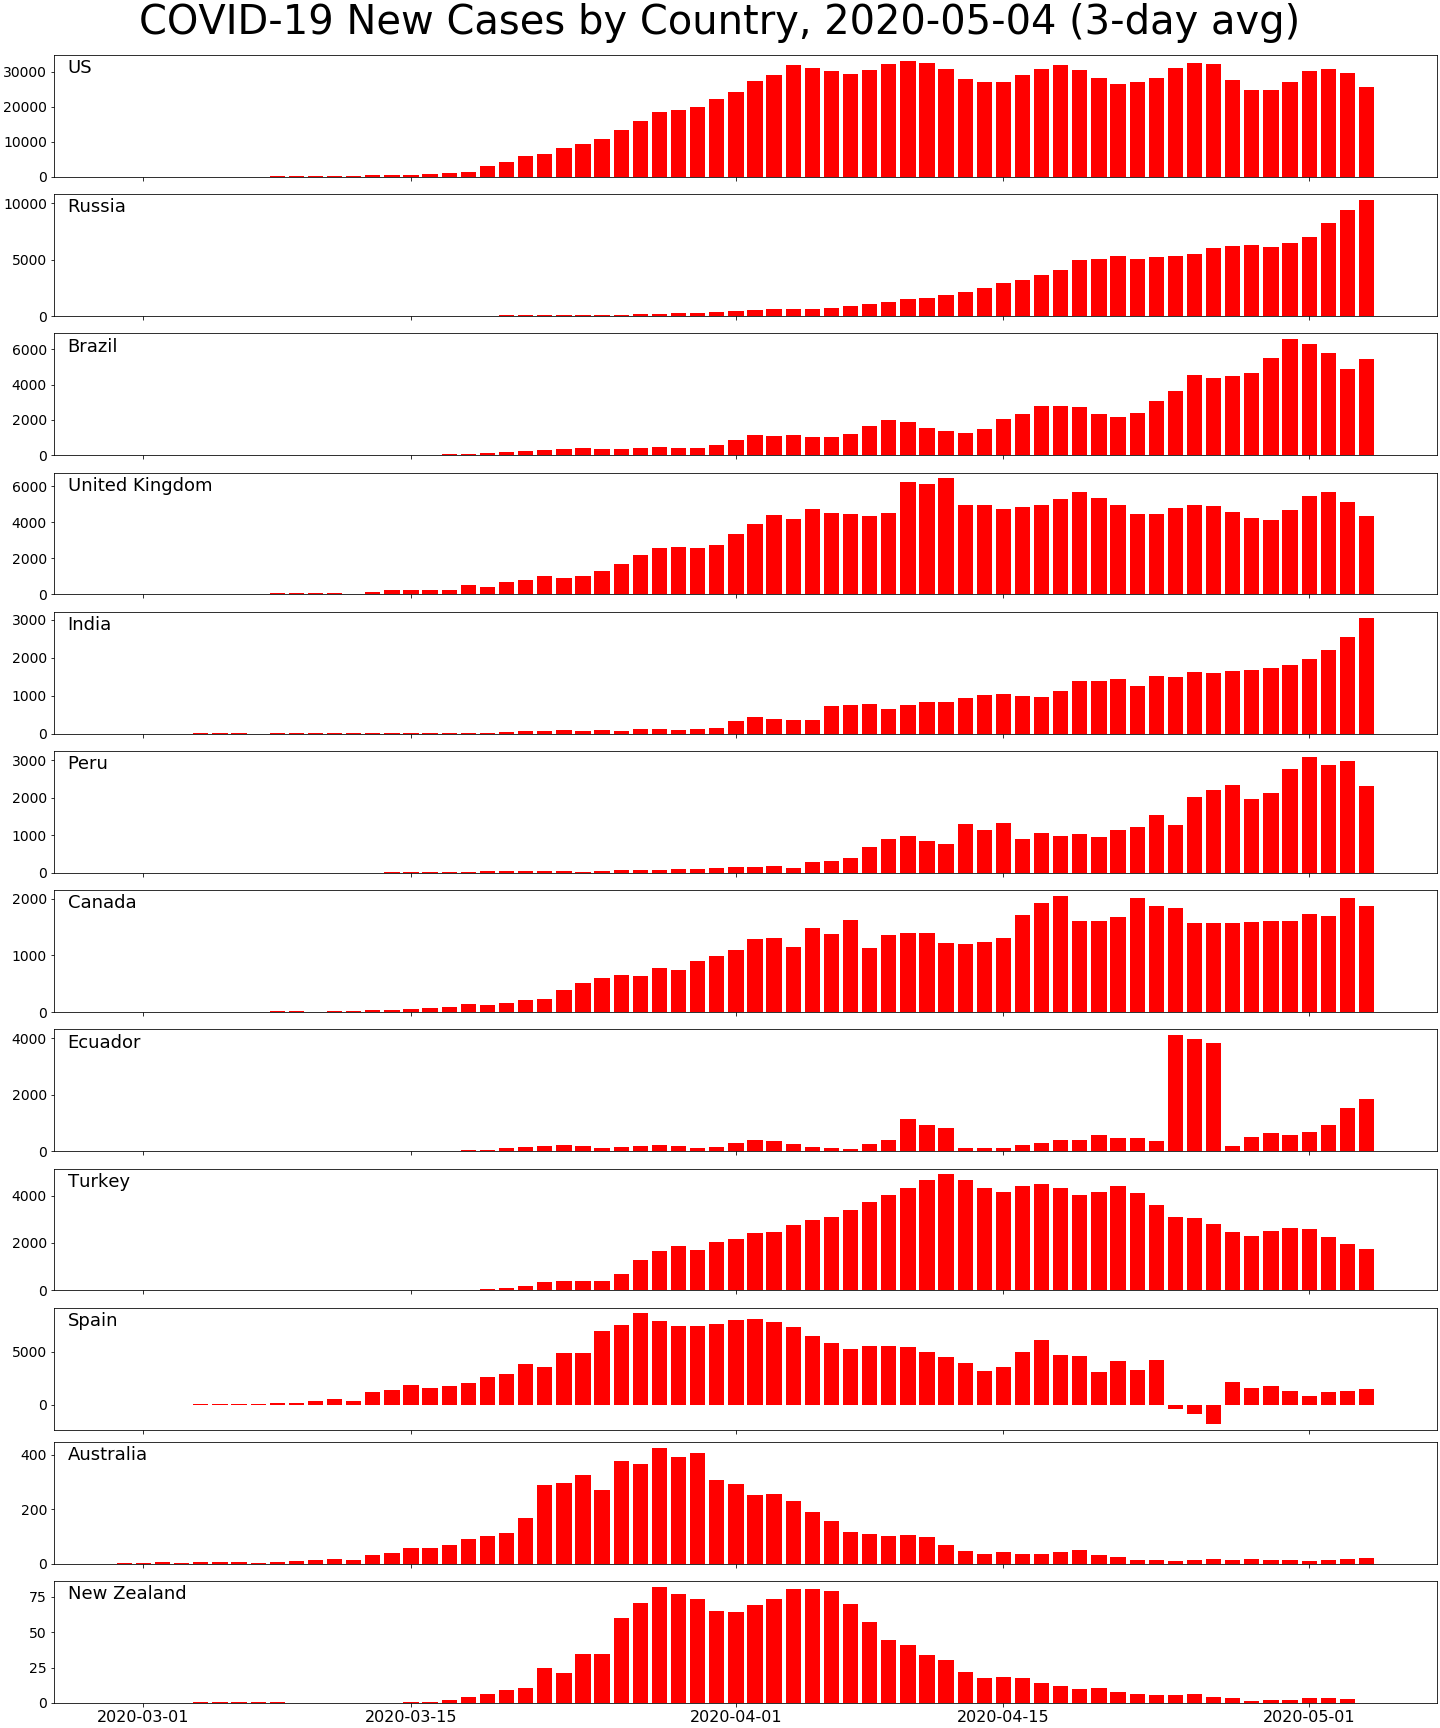 COVID-19 New Cases by Country, 2020-05-04 (3-day avg)
US
30000
20000
10000
0
Russia
10000
5000
0
Brazil
6000
4000
2000
0
United Kingdom
6000
4000
2000
0
India
3000
2000
1000
0
Peru
3000
2000
1000
0
Canada
2000
1000
0
Ecuador
4000
2000
0
Turkey
4000
2000
0
Spain
5000
0
Australia
400
200
0
New Zealand
75
50
25
0
2020-03-01 2020-03-15 2020-04-01 2020-04-15 2020-05-01